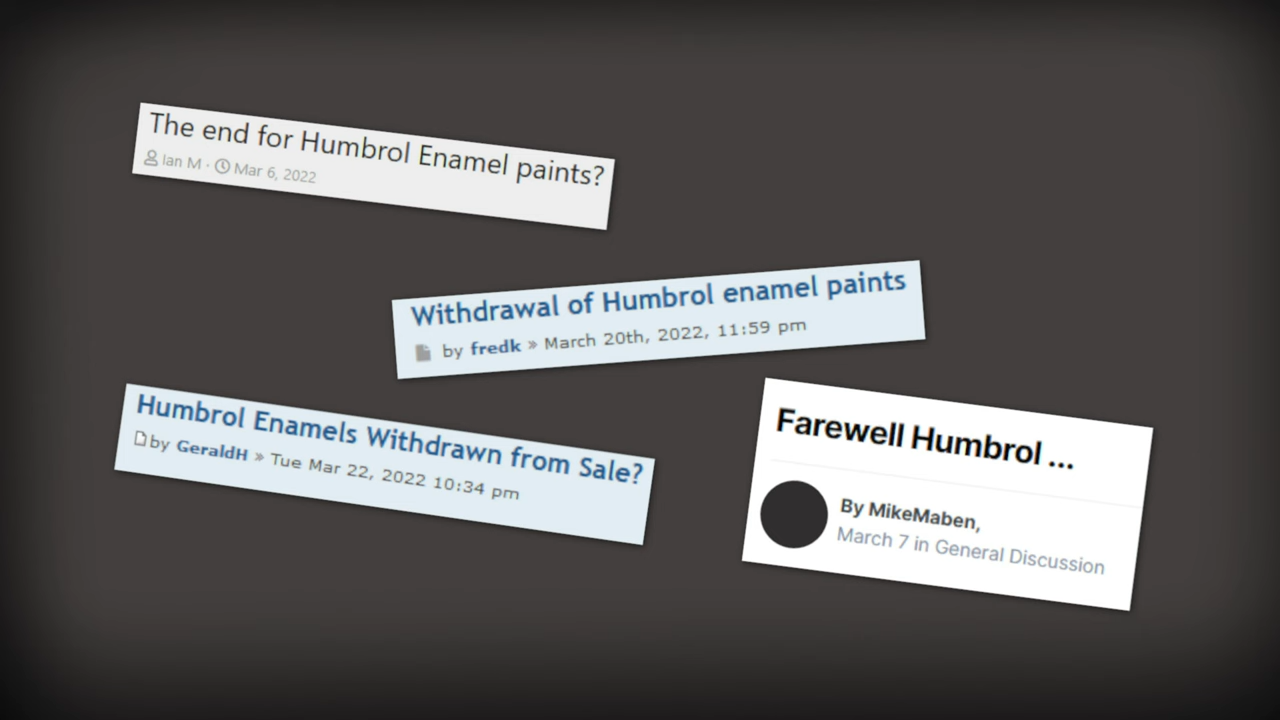 The end for Humbrol Enamel paints?
Ian M · Mar 6, 2022
Withdrawal of Humbrol enamel paints
by fredk » March 20th, 2022, 11:59 pm
Humbrol Enamels Withdrawn from Sale?
by GeraldH » Tue Mar 22, 2022 10:34 pm
Farewell Humbrol ...
By MikeMaben,
March 7 in General Discussion